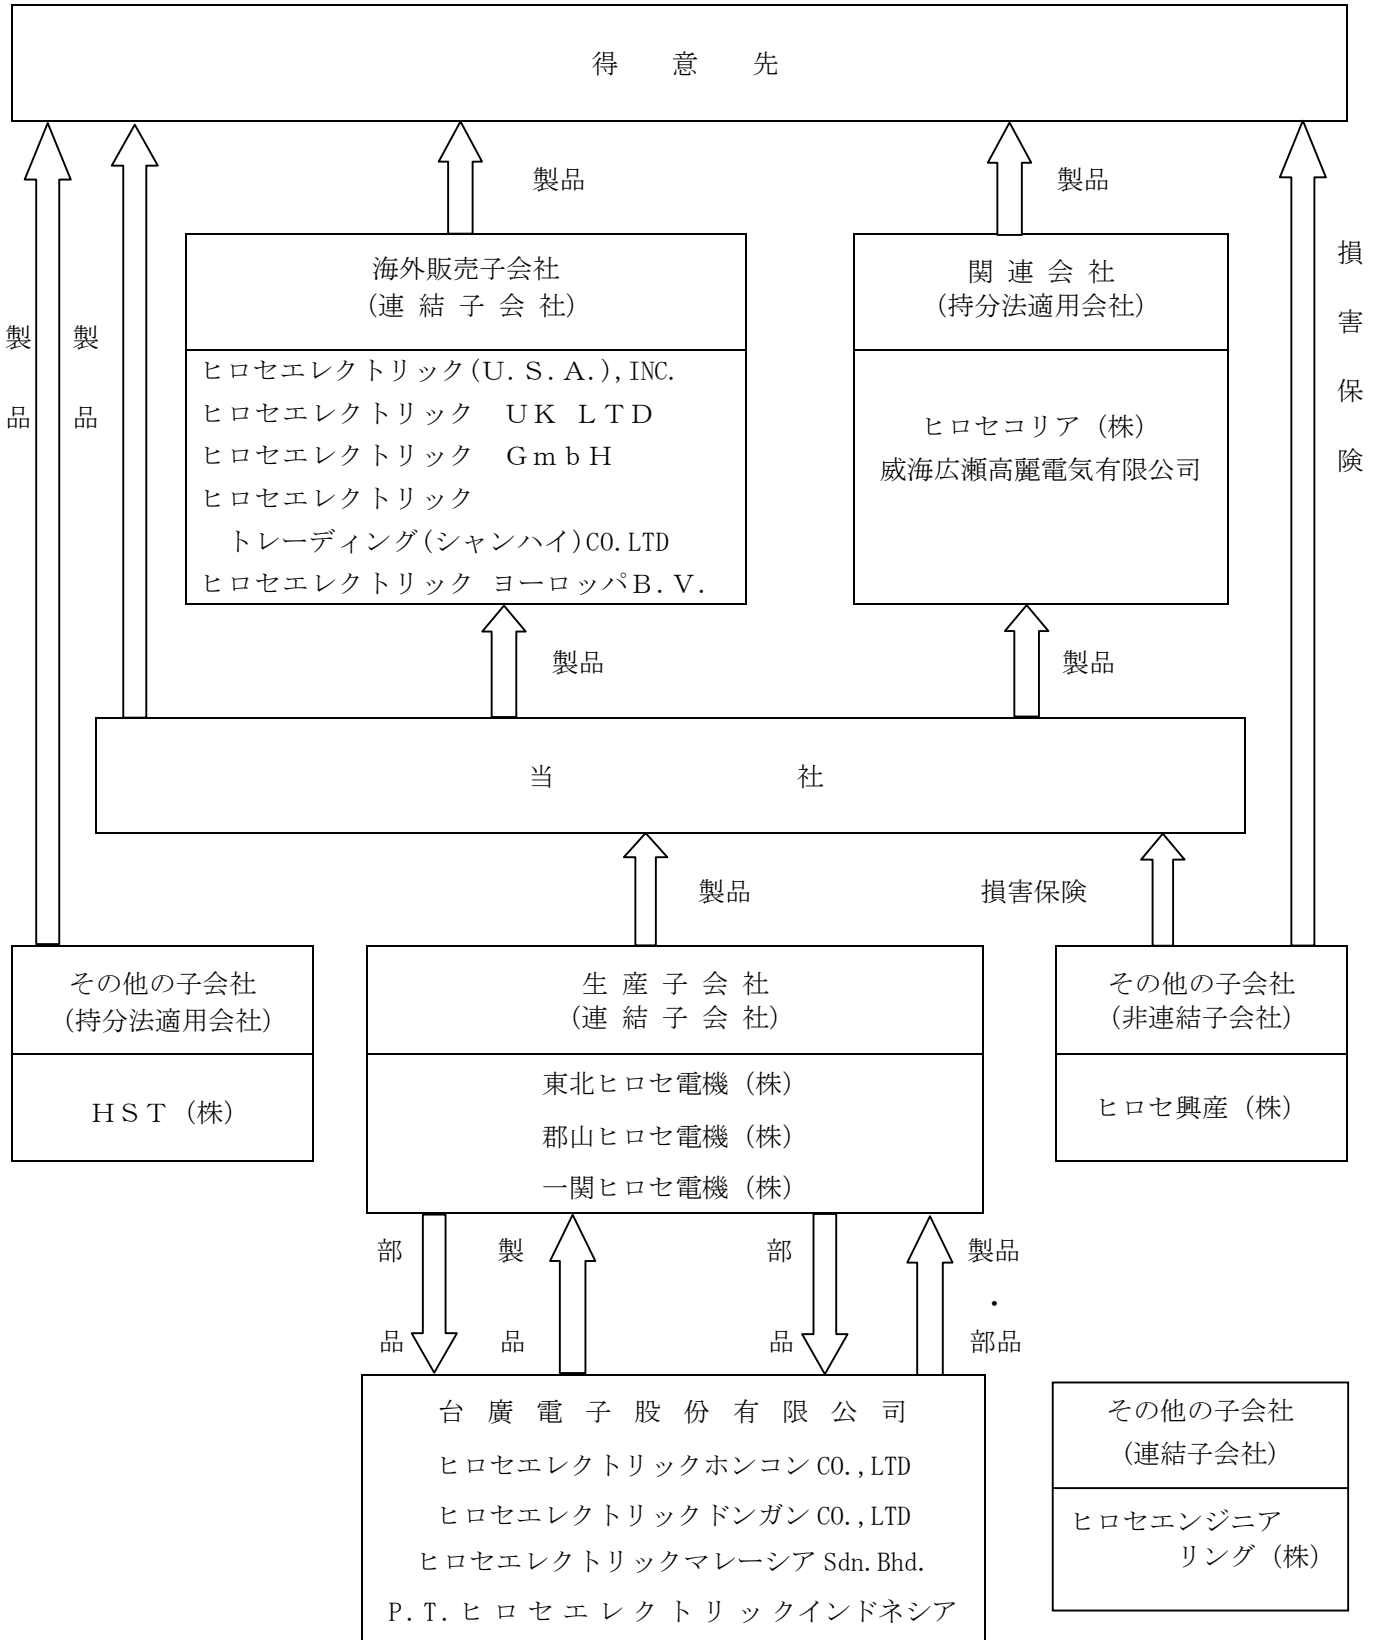 得　意　先
製品
製品
製品
製品
損害保険
海外販売子会社
(連 結 子 会 社)
ヒロセエレクトリック(U.S.A.),INC.
ヒロセエレクトリック　UK LTD
ヒロセエレクトリック　GmbH
ヒロセエレクトリック
トレーディング(シャンハイ)CO.LTD
ヒロセエレクトリック ヨーロッパB.V.
関 連 会 社
(持分法適用会社)
ヒロセコリア（株）
威海広瀬高麗電気有限公司
製品
製品
当　社
製品
損害保険
その他の子会社
(持分法適用会社)
HST（株）
生 産 子 会 社
(連 結 子 会 社)
東北ヒロセ電機（株）
郡山ヒロセ電機（株）
一関ヒロセ電機（株）
その他の子会社
(非連結子会社)
ヒロセ興産（株）
部品
製品
部品
製品
・
部品
台 廣 電 子 股 份 有 限 公 司
ヒロセエレクトリックホンコン CO.,LTD
ヒロセエレクトリックドンガン CO.,LTD
ヒロセエレクトリックマレーシア Sdn.Bhd.
P.T.ヒロセエレクトリックインドネシア
その他の子会社
(連結子会社)
ヒロセエンジニア
リング（株）